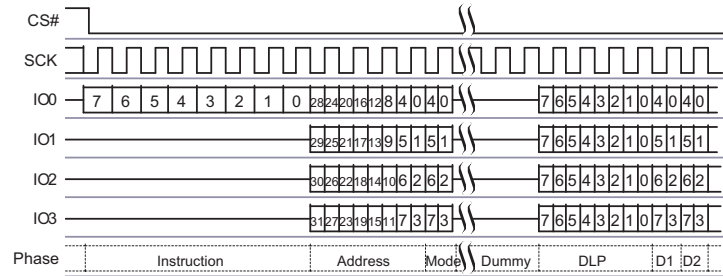 CS#
SCK
IO0 7 6 5 4 3 2 1 0 28 24 20 16 12 8 4 0 4 0 7 6 5 4 3 2 1 0 4 0 4 0
IO1 29 25 21 17 13 9 5 1 5 1 7 6 5 4 3 2 1 0 5 1 5 1
IO2 30 26 22 18 14 10 6 2 6 2 7 6 5 4 3 2 1 0 6 2 6 2
IO3 31 27 23 19 15 11 7 3 7 3 7 6 5 4 3 2 1 0 7 3 7 3
Phase Instruction Address Mode Dummy DLP D1 D2